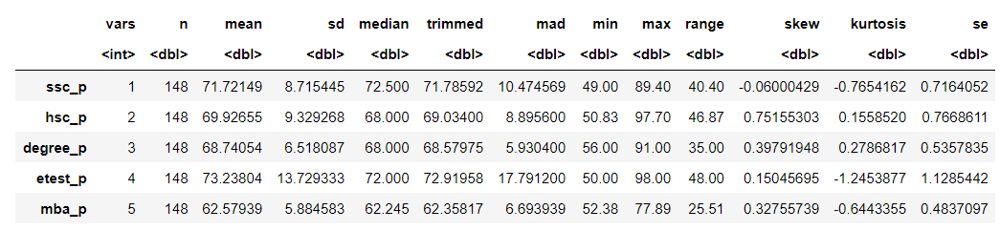 vars n mean sd median trimmed mad min max range skew kurtosis se
<int> <dbl> <dbl> <dbl> <dbl> <dbl> <dbl> <dbl> <dbl> <dbl> <dbl> <dbl> <dbl>
ssc_p 1 148 71.72149 8.715445 72.500 71.78592 10.474569 49.00 89.40 40.40 -0.06000429 -0.7654162 0.7164052
hsc_p 2 148 69.92655 9.329268 68.000 69.03400 8.895600 50.83 97.70 46.87 0.75155303 0.1558520 0.7668611
degree_p 3 148 68.74054 6.518087 68.000 68.57975 5.930400 56.00 91.00 35.00 0.39791948 0.2786817 0.5357835
etest_p 4 148 73.23804 13.729333 72.000 72.91958 17.791200 50.00 98.00 48.00 0.15045695 -1.2453877 1.1285442
mba_p 5 148 62.57939 5.884583 62.245 62.35817 6.693939 52.38 77.89 25.51 0.32755739 -0.6443355 0.4837097